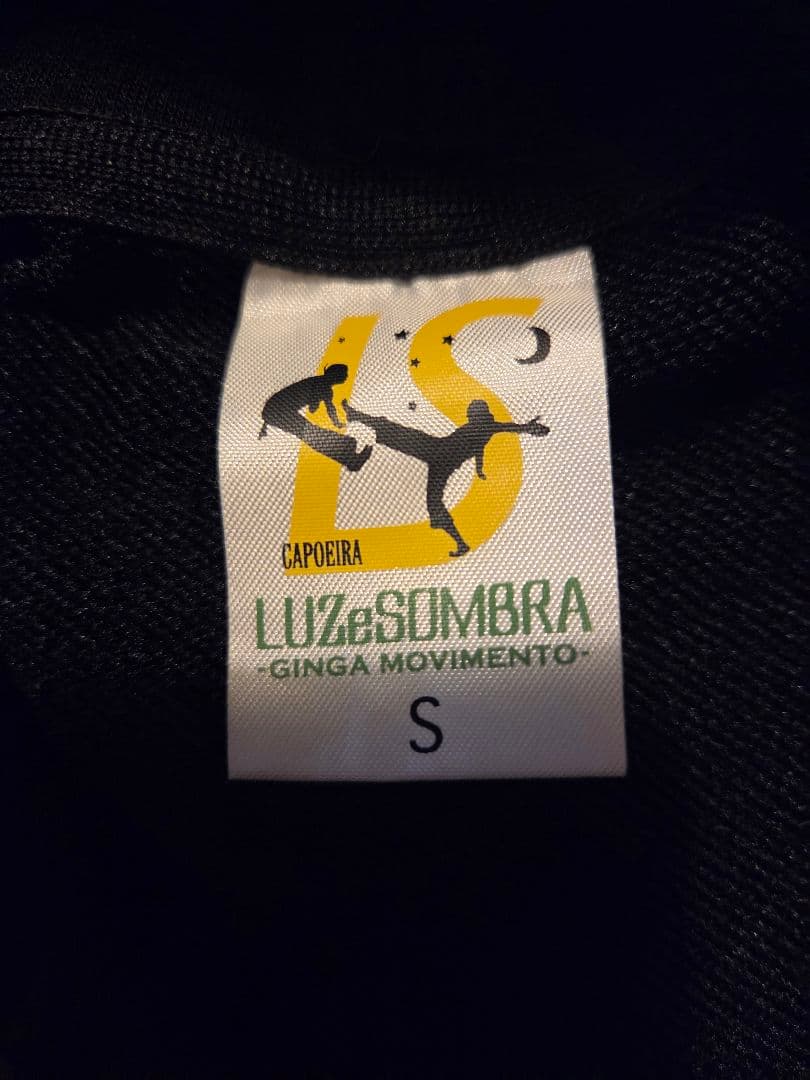 LS
CAPOEIRA
LUZeSOMBRA
-GINGA MOVIMENTO-
S